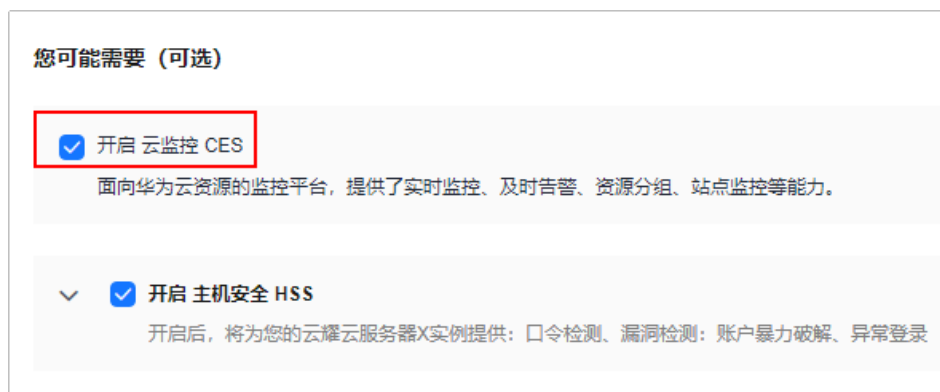 您可能需要（可选）
开启 云监控 CES
面向华为云资源的监控平台，提供了实时监控、及时告警、资源分组、站点监控等能力。
开启 主机安全 HSS
开启后，将为您的云耀云服务器X实例提供：口令检测、漏洞检测：账户暴力破解、异常登录